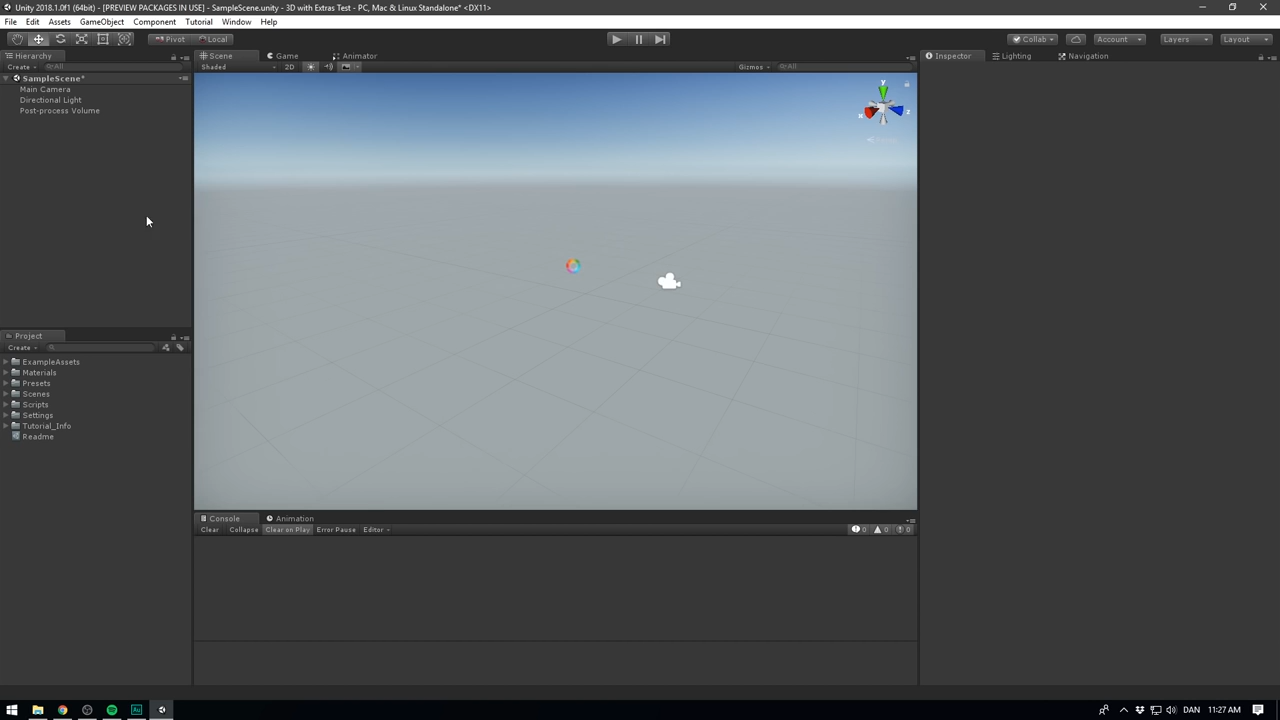 Unity 2018.1.0f1 (64bit) - [PREVIEW PACKAGES IN USE] - SampleScene.unity - 3D with Extras Test - PC, Mac & Linux Standalone* <DX11>
File Edit Assets GameObject Component Tutorial Window Help
Pivot Local Collab Account Layers Layout
Hierarchy Scene Game Animator Inspector Lighting Navigation
Create All Shaded 2D Gizmos All
SampleScene*
Main Camera
Directional Light
Post-process Volume
y
x z
Project
Create
ExampleAssets
Materials
Presets
Scenes
Scripts
Settings
Tutorial_Info
Readme
Console Animation
Clear Collapse Clear on Play Error Pause Editor 0 0 0
Au DAN 11:27 AM